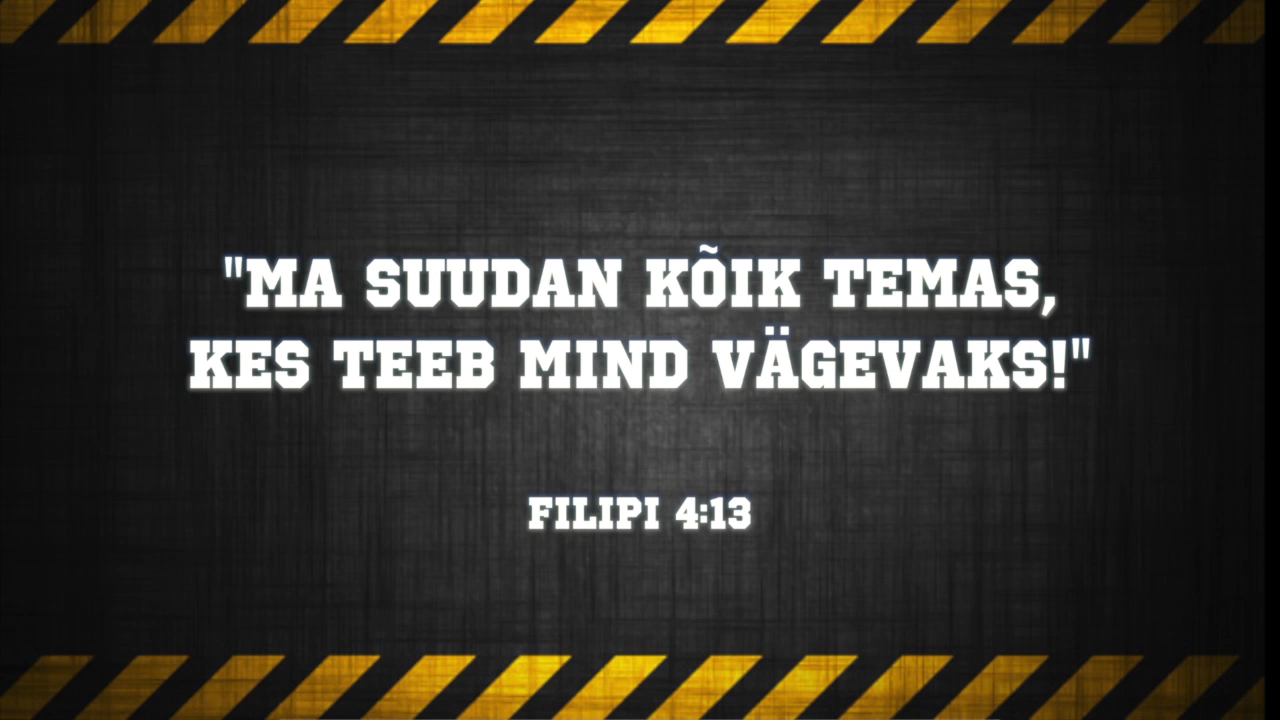 "MA SUUDAN KÕIK TEMAS,
KES TEEB MIND VÄGEVAKS!"
FILIPI 4:13